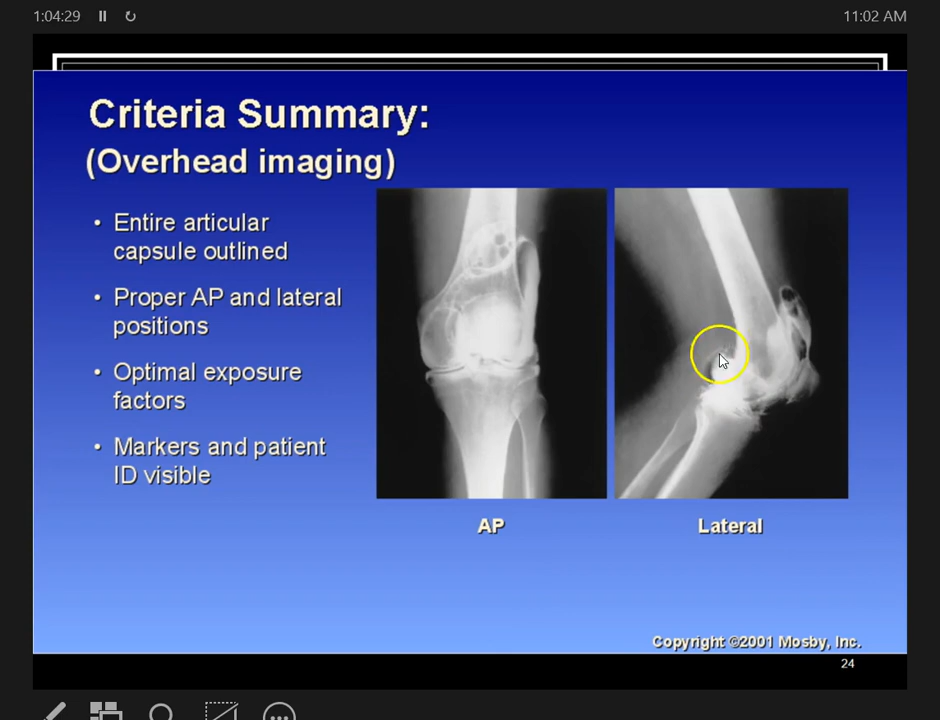 1:04:29
11:02 AM
Criteria Summary:
(Overhead imaging)
• Entire articular
capsule outlined
• Proper AP and lateral
positions
• Optimal exposure
factors
• Markers and patient
ID visible
AP
Lateral
Copyright ©2001 Mosby, Inc.
24